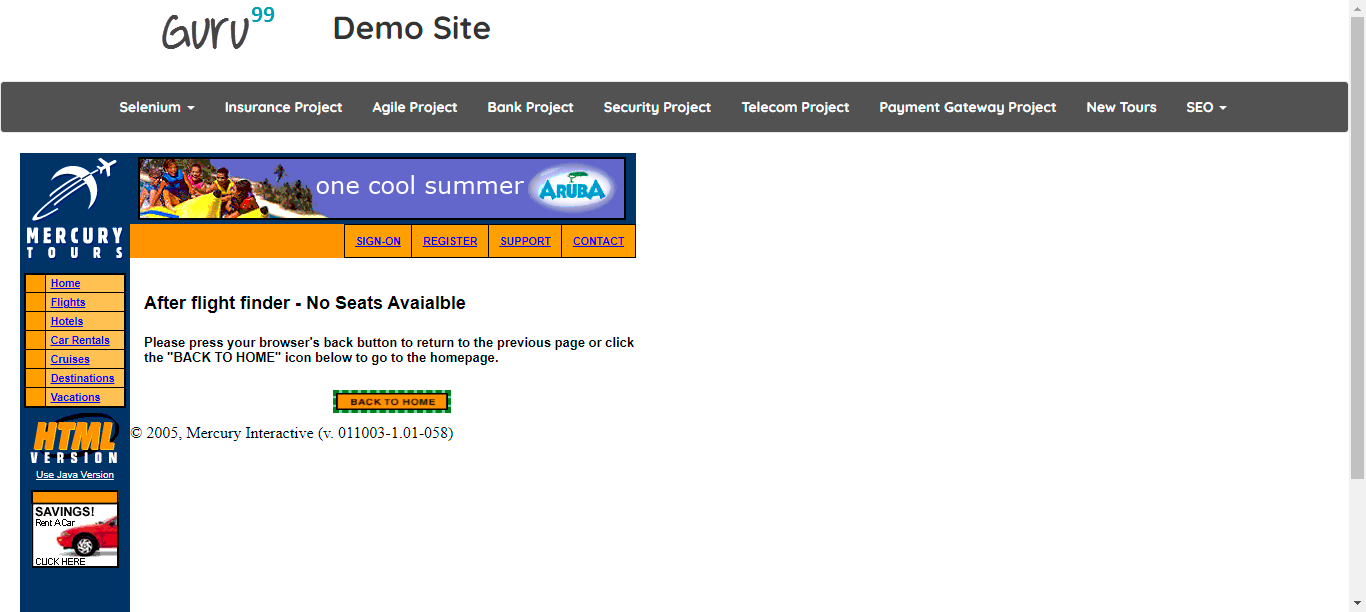 Guru99
Demo Site
Selenium Insurance Project Agile Project Bank Project Security Project Telecom Project Payment Gateway Project New Tours SEO
one cool summer
ARUBA
MERCURY
TOURS
SIGN-ON REGISTER SUPPORT CONTACT
Home
Flights
Hotels
Car Rentals
Cruises
Destinations
Vacations
After flight finder - No Seats Avaialble
Please press your browser's back button to return to the previous page or click
the "BACK TO HOME" icon below to go to the homepage.
BACK TO HOME
© 2005, Mercury Interactive (v. 011003-1.01-058)
HTML
VERSION
Use Java Version
SAVINGS!
Rent A Car
CLICK HERE